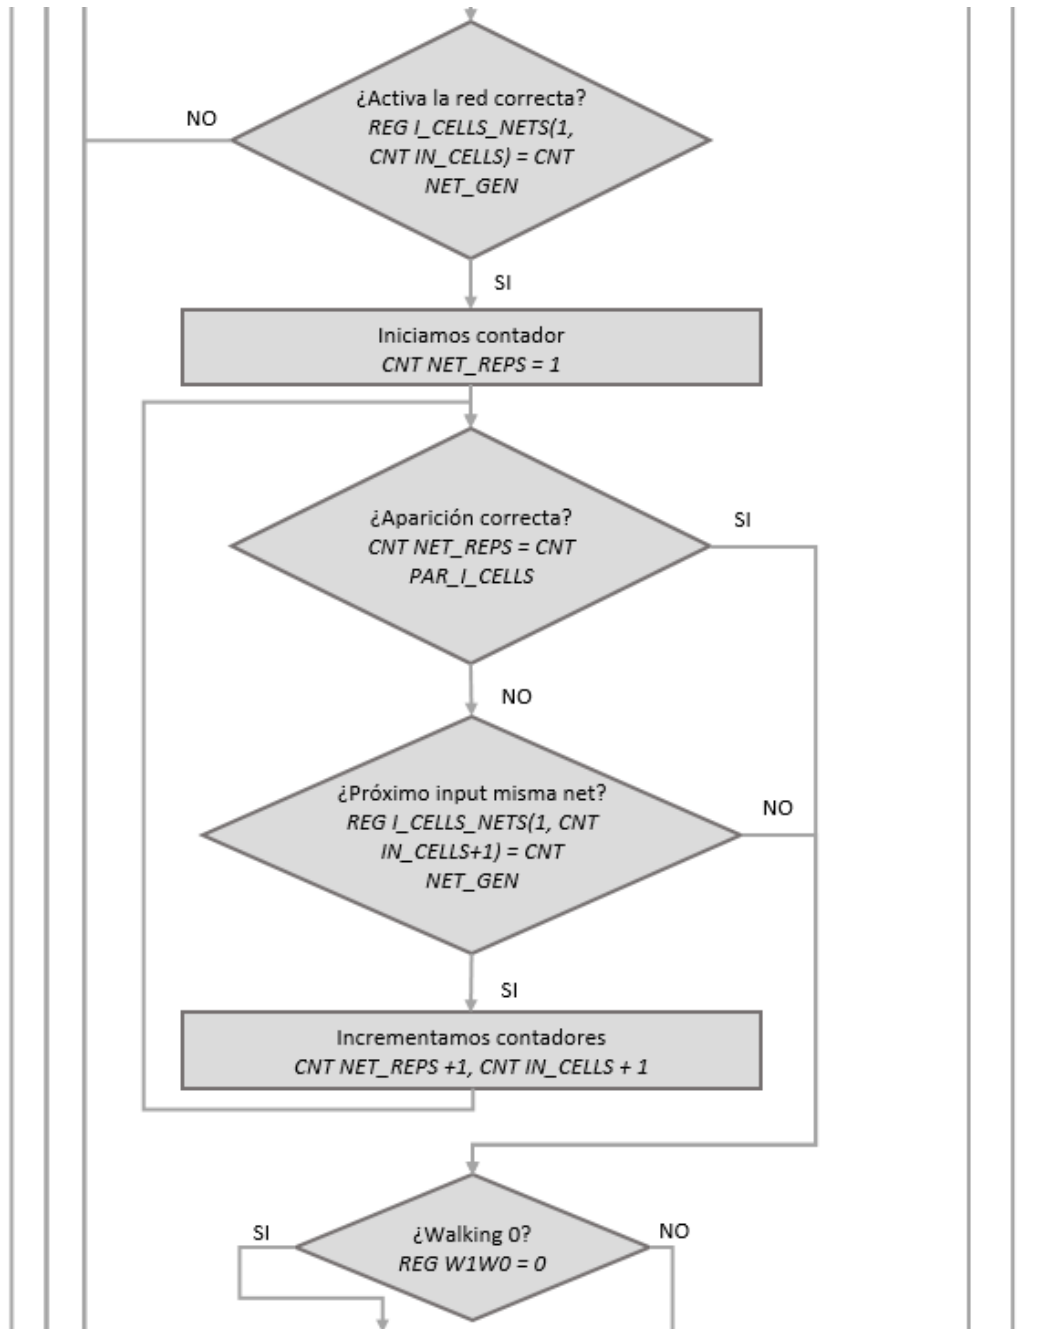 ¿Activa la red correcta?
NO
REG I_CELLS_NETS(1,
CNT IN_CELLS) = CNT
NET_GEN
SI
Iniciamos contador
CNT NET_REPS = 1
¿Aparición correcta?
SI
CNT NET_REPS = CNT
PAR_I_CELLS
NO
¿Próximo input misma net?
NO
REG I_CELLS_NETS(1, CNT
IN_CELLS+1) = CNT
NET_GEN
SI
Incrementamos contadores
CNT NET_REPS +1, CNT IN_CELLS + 1
SI
¿Walking 0?
NO
REG W1W0 = 0